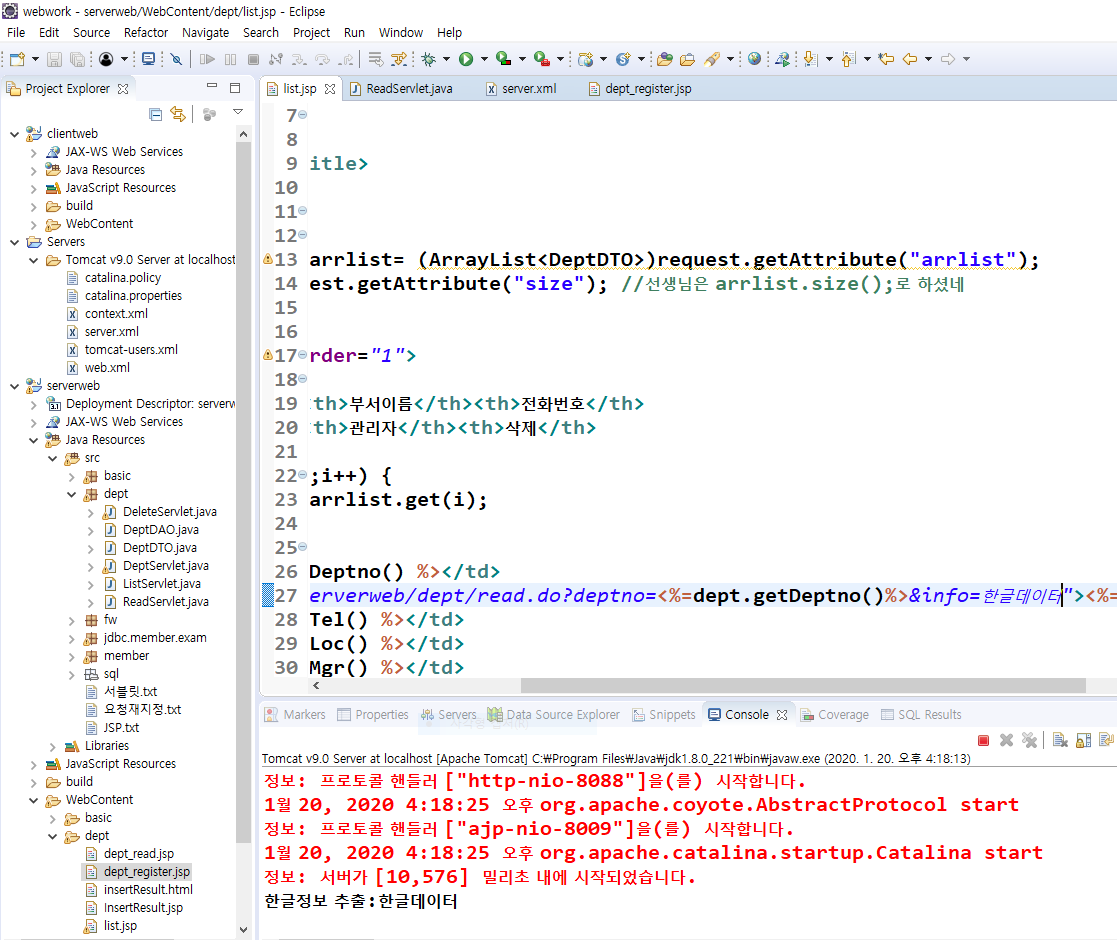 webwork - serverweb/WebContent/dept/list.jsp - Eclipse
File Edit Source Refactor Navigate Search Project Run Window Help
Project Explorer
clientweb
JAX-WS Web Services
Java Resources
JavaScript Resources
build
WebContent
Servers
Tomcat v9.0 Server at localhost
catalina.policy
catalina.properties
context.xml
server.xml
tomcat-users.xml
web.xml
serverweb
Deployment Descriptor: serverw
JAX-WS Web Services
Java Resources
src
basic
dept
DeleteServlet.java
DeptDAO.java
DeptDTO.java
DeptServlet.java
ListServlet.java
ReadServlet.java
fw
jdbc.member.exam
member
sql
서블릿.txt
요청재지정.txt
JSP.txt
Libraries
JavaScript Resources
build
WebContent
basic
dept
dept_read.jsp
dept_register.jsp
insertResult.html
InsertResult.jsp
list.jsp
list.jsp ReadServlet.java server.xml dept_register.jsp
7
8
9 itle>
10
11
12
13 arrlist= (ArrayList<DeptDTO>)request.getAttribute("arrlist");
14 est.getAttribute("size"); //선생님은 arrlist.size();로 하셨네
15
16
17 rder="1">
18
19 th>부서이름</th><th>전화번호</th>
20 th>관리자</th><th>삭제</th>
21
22 ;i++) {
23 arrlist.get(i);
24
25
26 Deptno() %></td>
27 erverweb/dept/read.do?deptno=<%=dept.getDeptno()%>&info=한글데이터"><%=
28 Tel() %></td>
29 Loc() %></td>
30 Mgr() %></td>
Markers Properties Servers Data Source Explorer Snippets Console Coverage SQL Results
Tomcat v9.0 Server at localhost [Apache Tomcat] C:₩Program Files₩Java₩jdk1.8.0_221₩bin₩javaw.exe (2020. 1. 20. 오후 4:18:13)
정보: 프로토콜 핸들러 ["http-nio-8088"]을(를) 시작합니다.
1월 20, 2020 4:18:25 오후 org.apache.coyote.AbstractProtocol start
정보: 프로토콜 핸들러 ["ajp-nio-8009"]을(를) 시작합니다.
1월 20, 2020 4:18:25 오후 org.apache.catalina.startup.Catalina start
정보: 서버가 [10,576] 밀리초 내에 시작되었습니다.
한글정보 추출:한글데이터